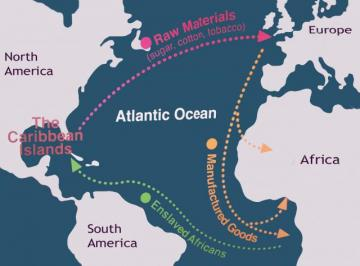 Raw Materials
(sugar, cotton, tobacco)
Europe
North
America
The
Caribbean
Islands
Atlantic Ocean
Africa
Manufactured Goods
Enslaved Africans
South
America